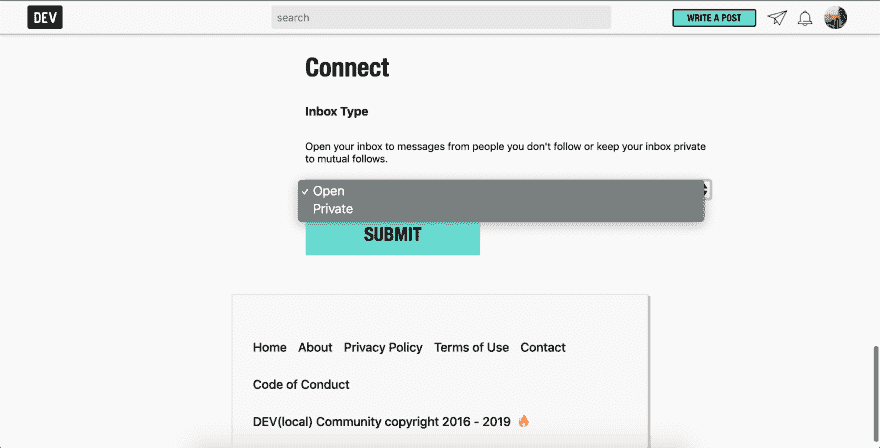 DEV
search
WRITE A POST
Connect
Inbox Type
Open your inbox to messages from people you don't follow or keep your inbox private
to mutual follows.
✓ Open
Private
SUBMIT
Home About Privacy Policy Terms of Use Contact
Code of Conduct
DEV(local) Community copyright 2016 - 2019 🔥